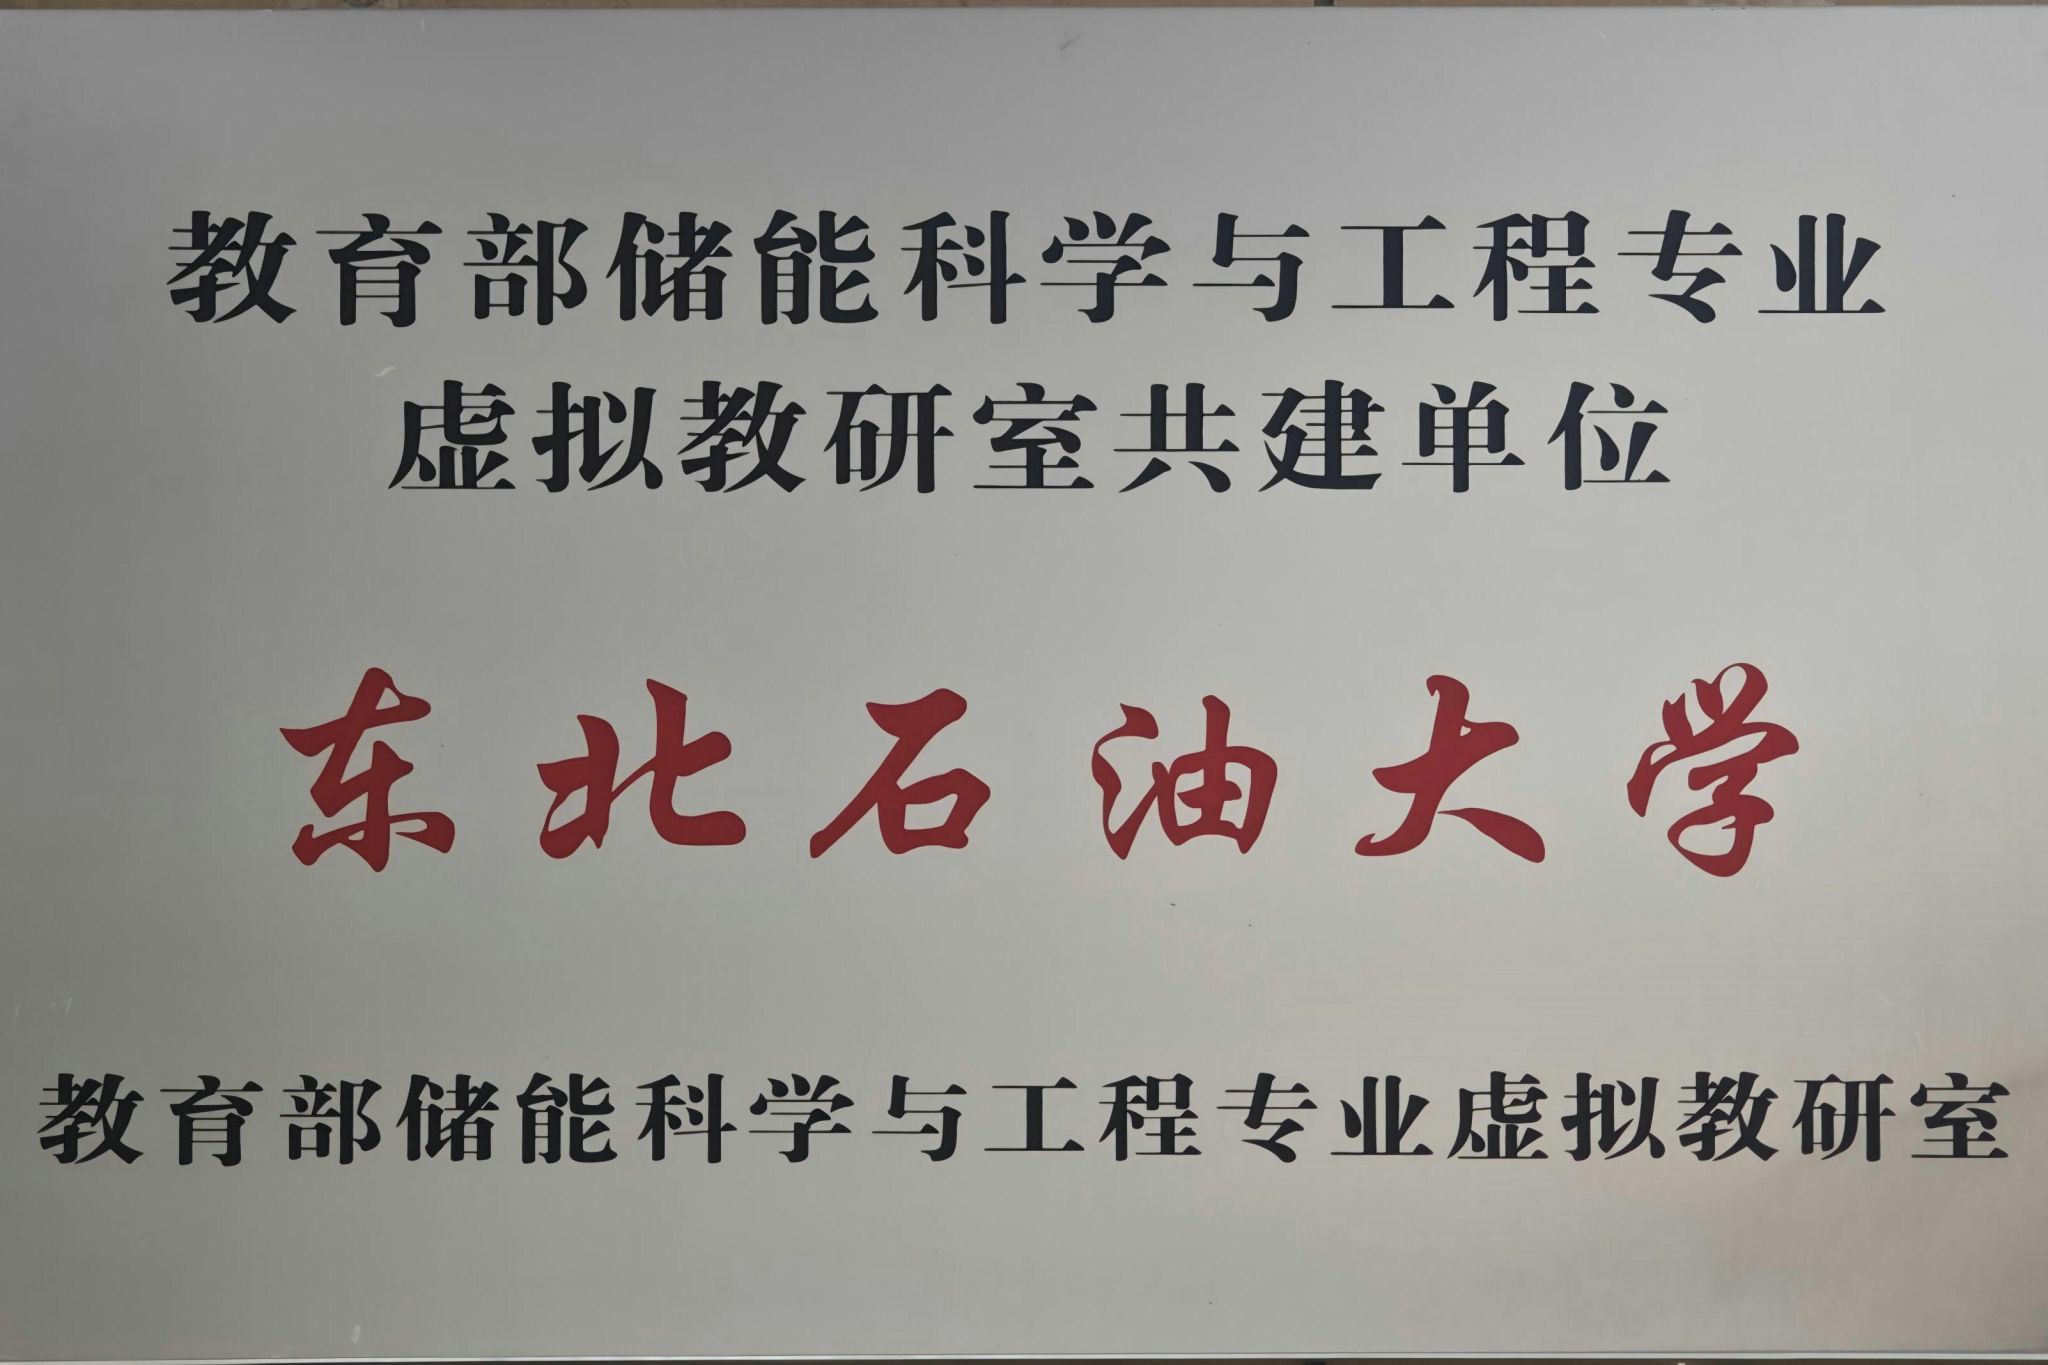 教育部储能科学与工程专业
虚拟教研室共建单位
东北石油大学
教育部储能科学与工程专业虚拟教研室